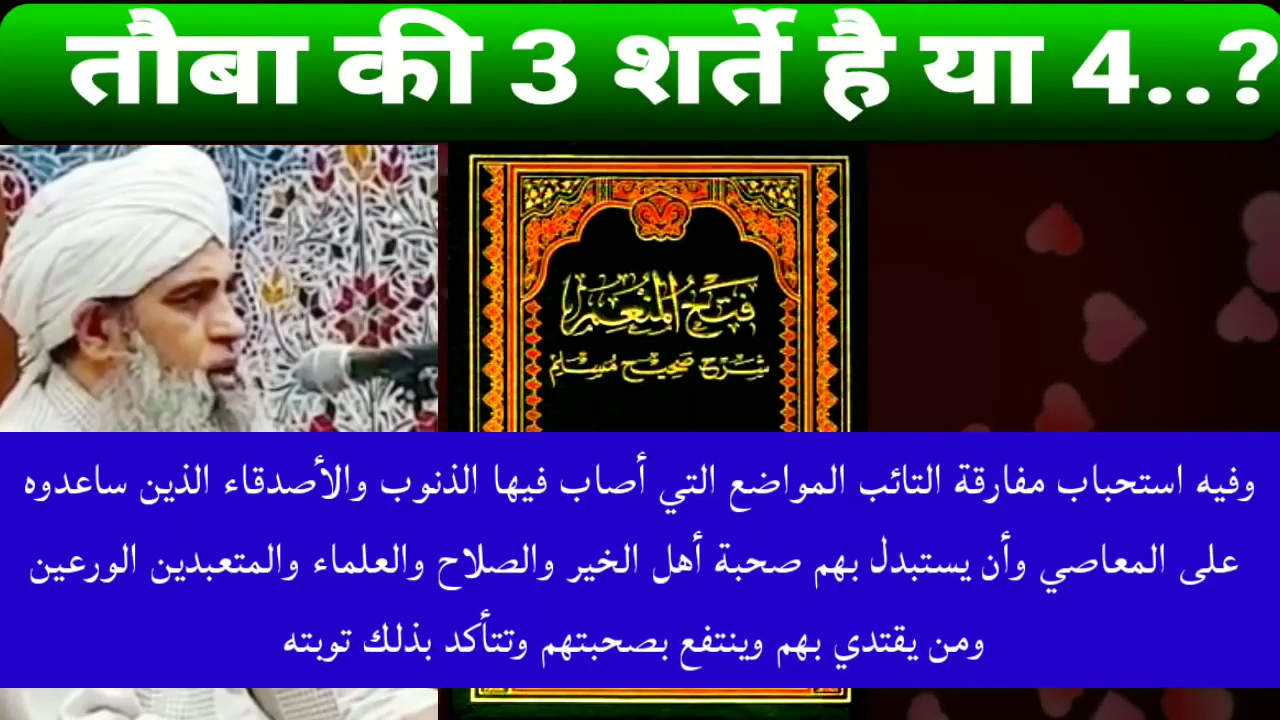 तौबा की 3 शर्ते है या 4..?
فتح المنعم
شرح صحيح مسلم
وفيه استحباب مفارقة التائب المواضع التي أصاب فيها الذنوب والأصدقاء الذين ساعدوه
على المعاصي وأن يستبدل بهم صحبة أهل الخير والصلاح والعلماء والمتعبدين الورعين
ومن يقتدي بهم وينتفع بصحبتهم وتتأكد بذلك توبته